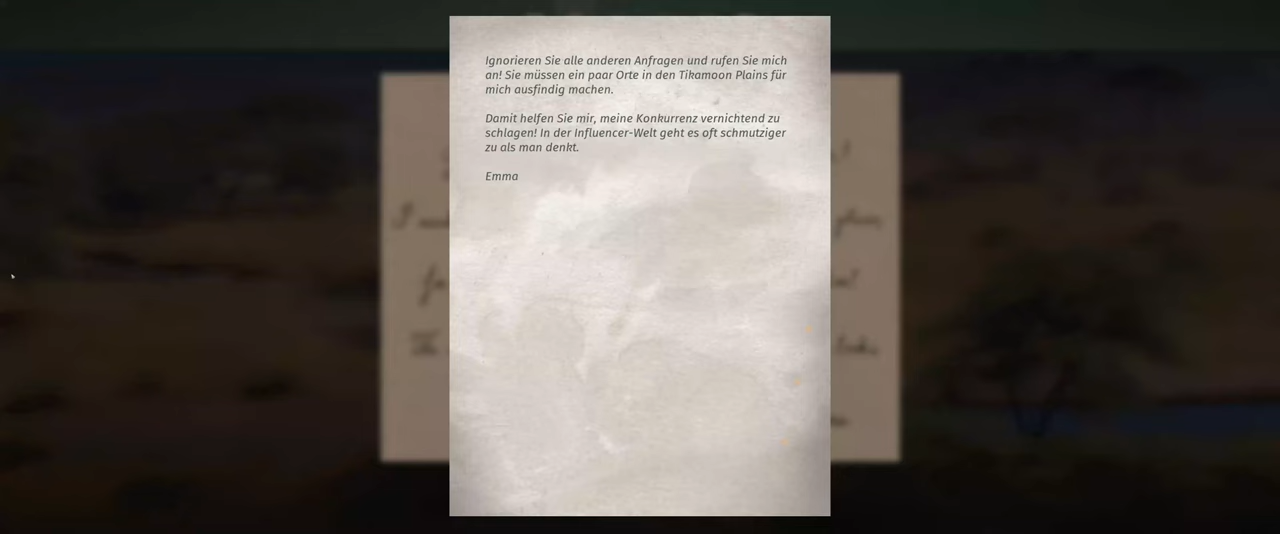 Ignorieren Sie alle anderen Anfragen und rufen Sie mich
an! Sie müssen ein paar Orte in den Tikamoon Plains für
mich ausfindig machen.
Damit helfen Sie mir, meine Konkurrenz vernichtend zu
schlagen! In der Influencer-Welt geht es oft schmutziger
zu als man denkt.
Emma